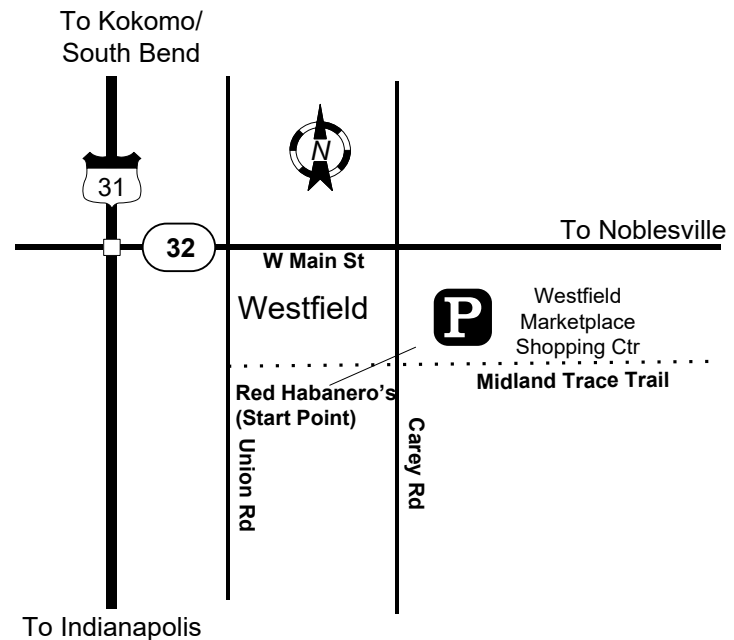 To Kokomo/
South Bend
N
31
To Noblesville
32
W Main St
Westfield
P
Westfield
Marketplace
Shopping Ctr
Midland Trace Trail
Red Habanero's
(Start Point)
Union Rd
Carey Rd
To Indianapolis